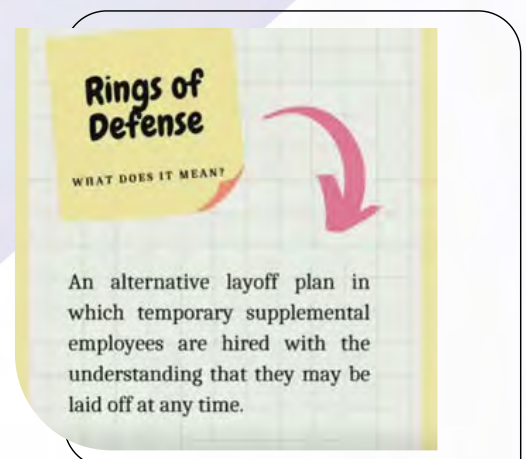 Rings of
Defense
WHAT DOES IT MEAN?
An alternative layoff plan in
which temporary supplemental
employees are hired with the
understanding that they may be
laid off at any time.